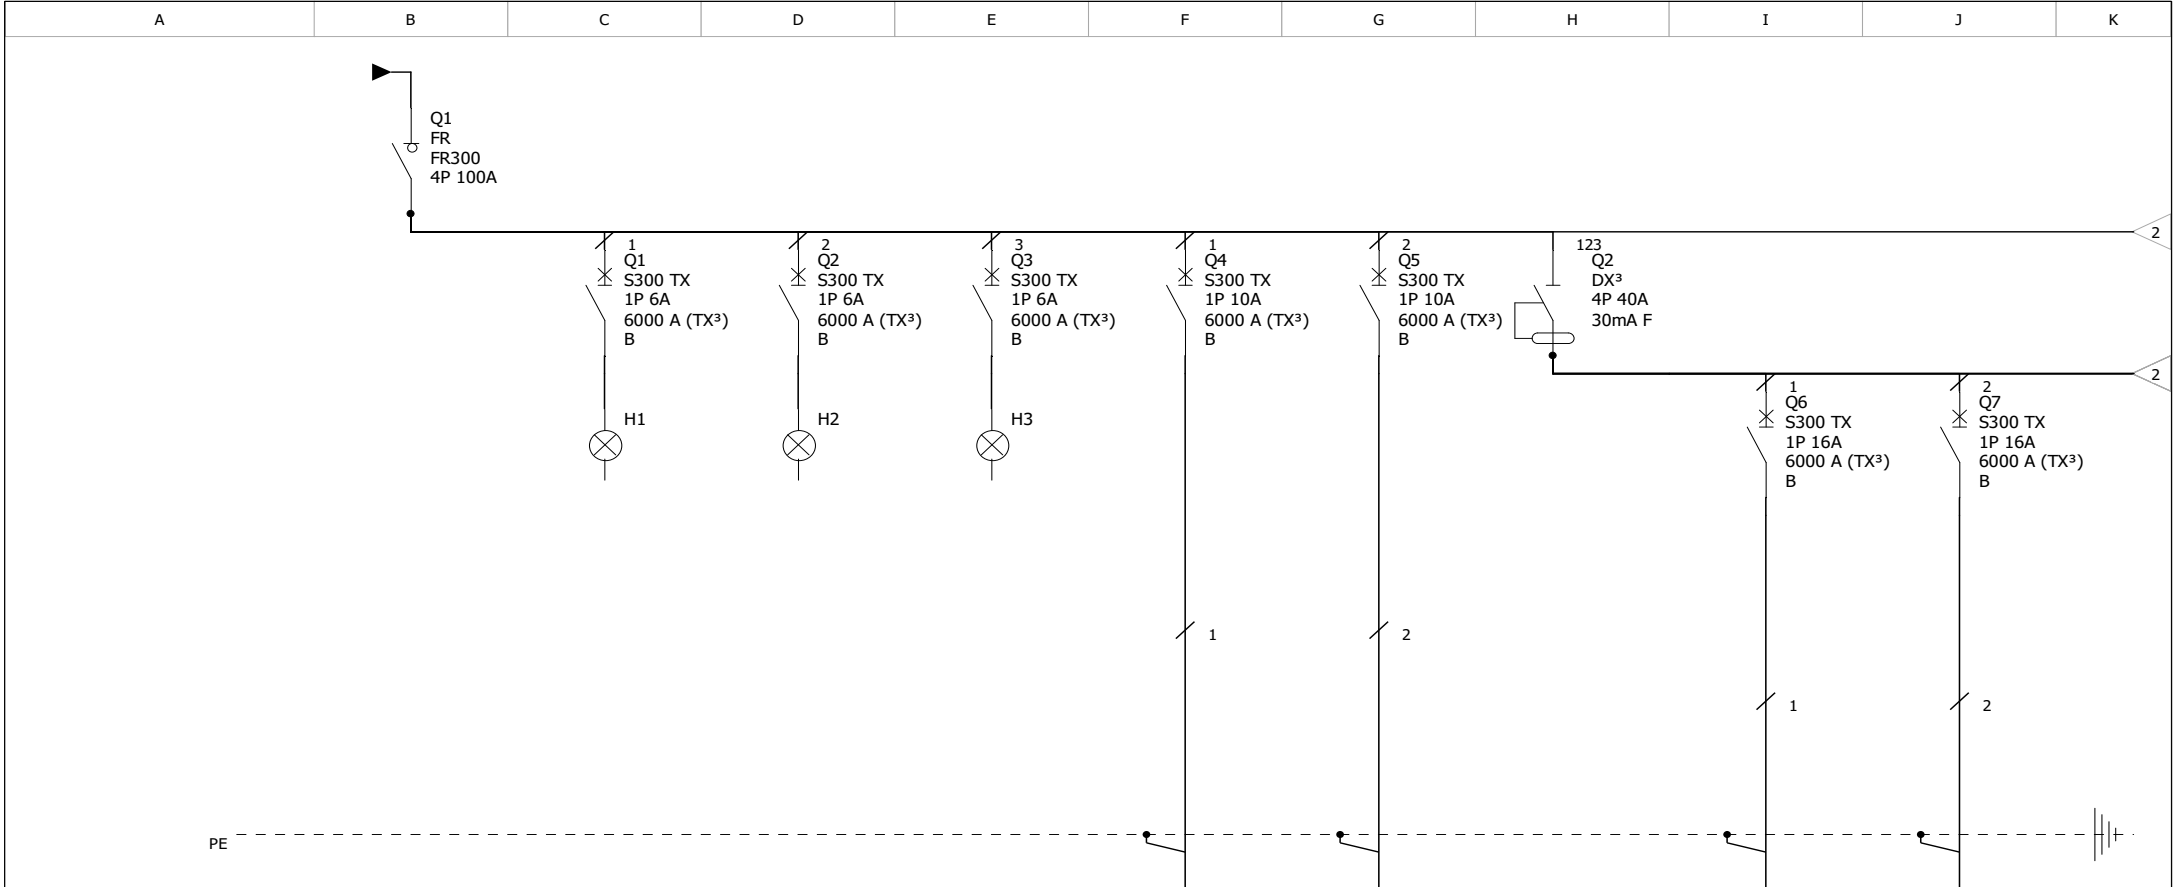 A B C D E F G H I J K
Q1
FR
FR300
4P 100A
2
1
Q1
S300 TX
1P 6A
6000 A (TX³)
B
2
Q2
S300 TX
1P 6A
6000 A (TX³)
B
3
Q3
S300 TX
1P 6A
6000 A (TX³)
B
1
Q4
S300 TX
1P 10A
6000 A (TX³)
B
2
Q5
S300 TX
1P 10A
6000 A (TX³)
B
123
Q2
DX³
4P 40A
30mA F
2
H1
H2
H3
1
Q6
S300 TX
1P 16A
6000 A (TX³)
B
2
Q7
S300 TX
1P 16A
6000 A (TX³)
B
1
2
1
2
PE